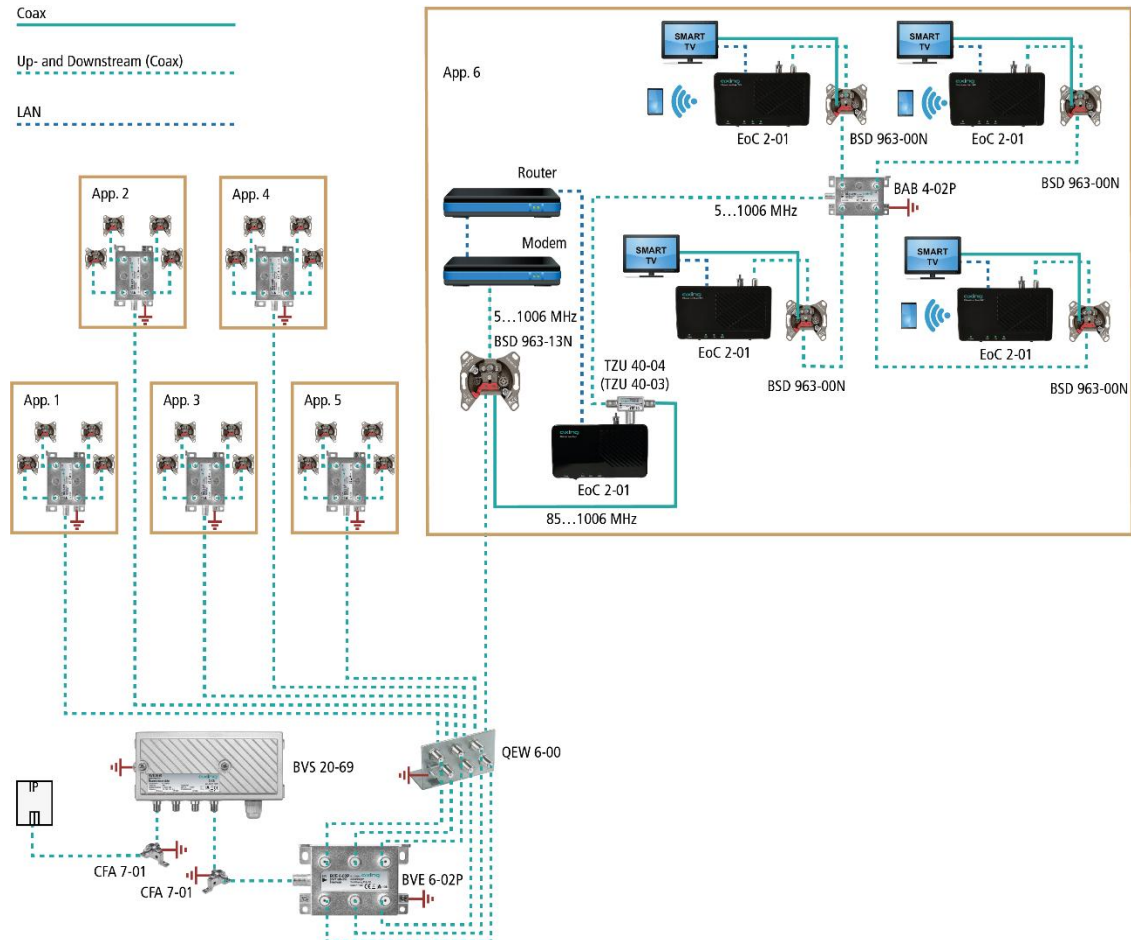 Coax
Up- and Downstream (Coax)
LAN
App. 6
SMART
TV
SMART
TV
axing
axing
EoC 2-01
BSD 963-00N
EoC 2-01
BSD 963-00N
BAB 4-02P
5...1006 MHz
Router
Modem
App. 2
App. 4
SMART
TV
SMART
TV
5...1006 MHz
BSD 963-13N
EoC 2-01
BSD 963-00N
EoC 2-01
BSD 963-00N
TZU 40-04
(TZU 40-03)
App. 1
App. 3
App. 5
axing
EoC 2-01
85...1006 MHz
QEW 6-00
BVS 20-69
IP
CFA 7-01
CFA 7-01
BVE 6-02P